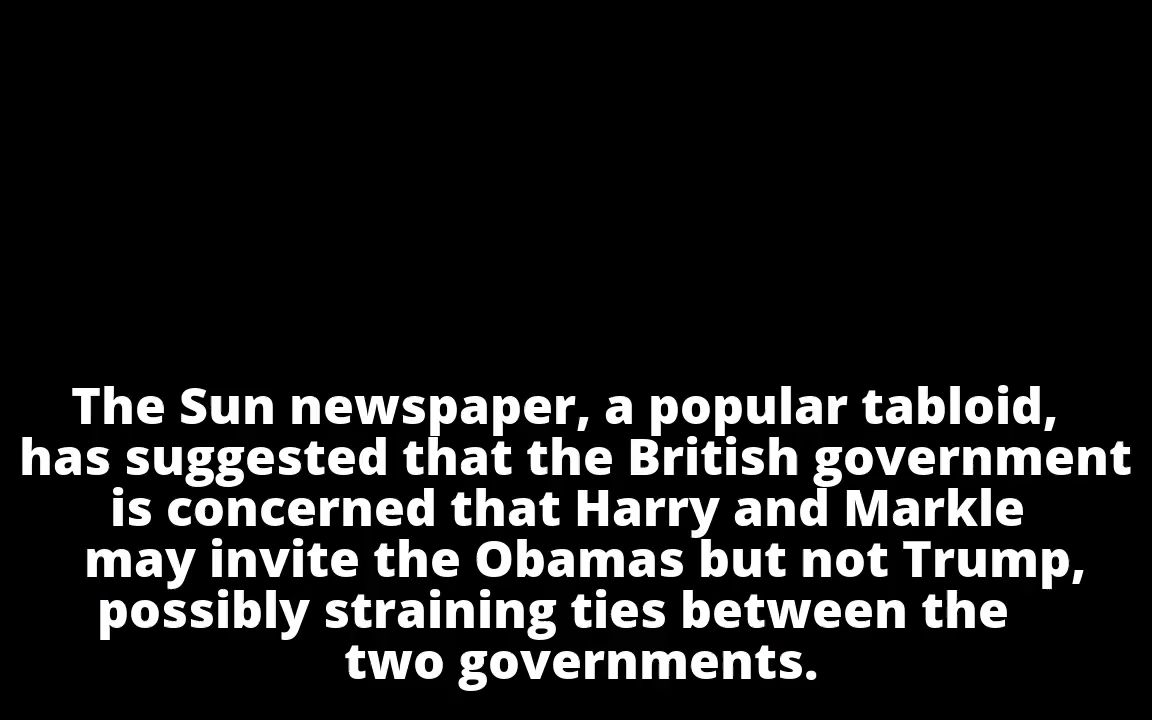 The Sun newspaper, a popular tabloid,
has suggested that the British government
is concerned that Harry and Markle
may invite the Obamas but not Trump,
possibly straining ties between the
two governments.